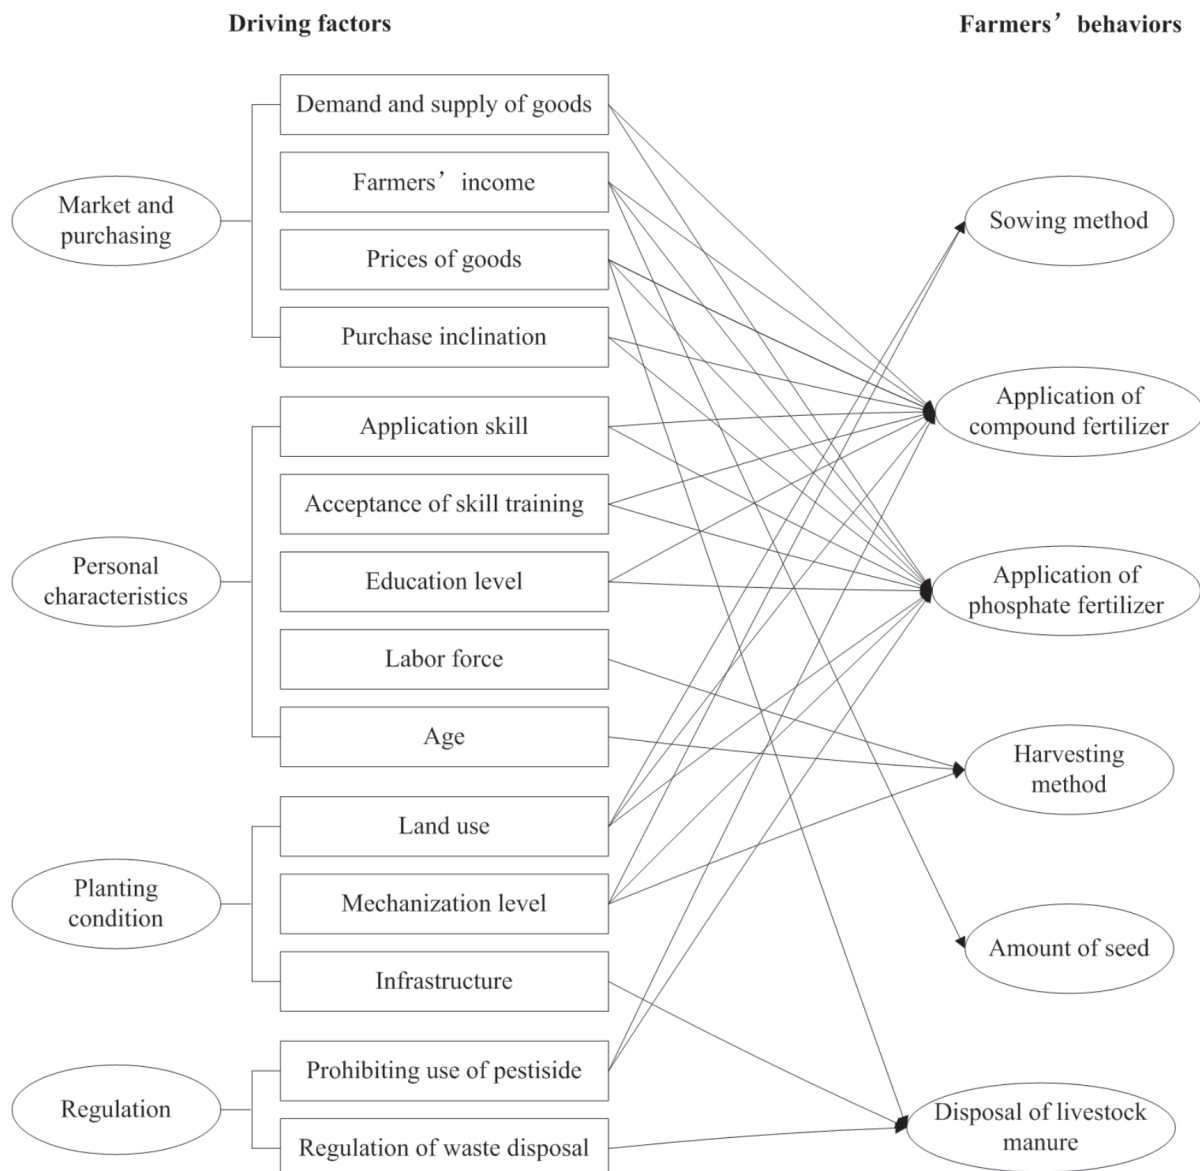 Driving factors
Farmers’ behaviors
Market and
purchasing
Demand and supply of goods
Farmers’ income
Prices of goods
Purchase inclination
Personal
characteristics
Application skill
Acceptance of skill training
Education level
Labor force
Age
Planting
condition
Land use
Mechanization level
Infrastructure
Regulation
Prohibiting use of pestiside
Regulation of waste disposal
Sowing method
Application of
compound fertilizer
Application of
phosphate fertilizer
Harvesting
method
Amount of seed
Disposal of livestock
manure